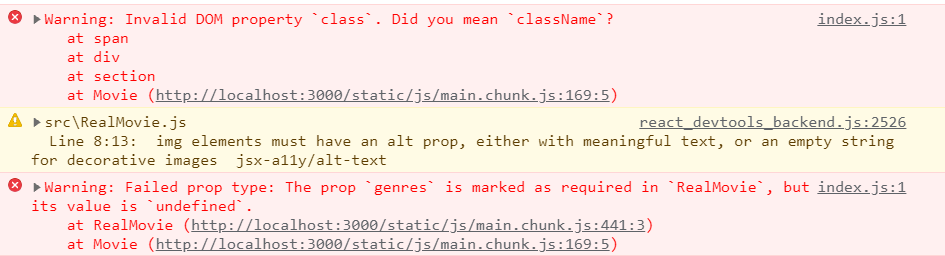 Warning: Invalid DOM property `class`. Did you mean `className`? index.js:1
at span
at div
at section
at Movie (http://localhost:3000/static/js/main.chunk.js:169:5)
src\RealMovie.js react_devtools_backend.js:2526
Line 8:13:  img elements must have an alt prop, either with meaningful text, or an empty string
for decorative images  jsx-a11y/alt-text
Warning: Failed prop type: The prop `genres` is marked as required in `RealMovie`, but index.js:1
its value is `undefined`.
at RealMovie (http://localhost:3000/static/js/main.chunk.js:441:3)
at Movie (http://localhost:3000/static/js/main.chunk.js:169:5)